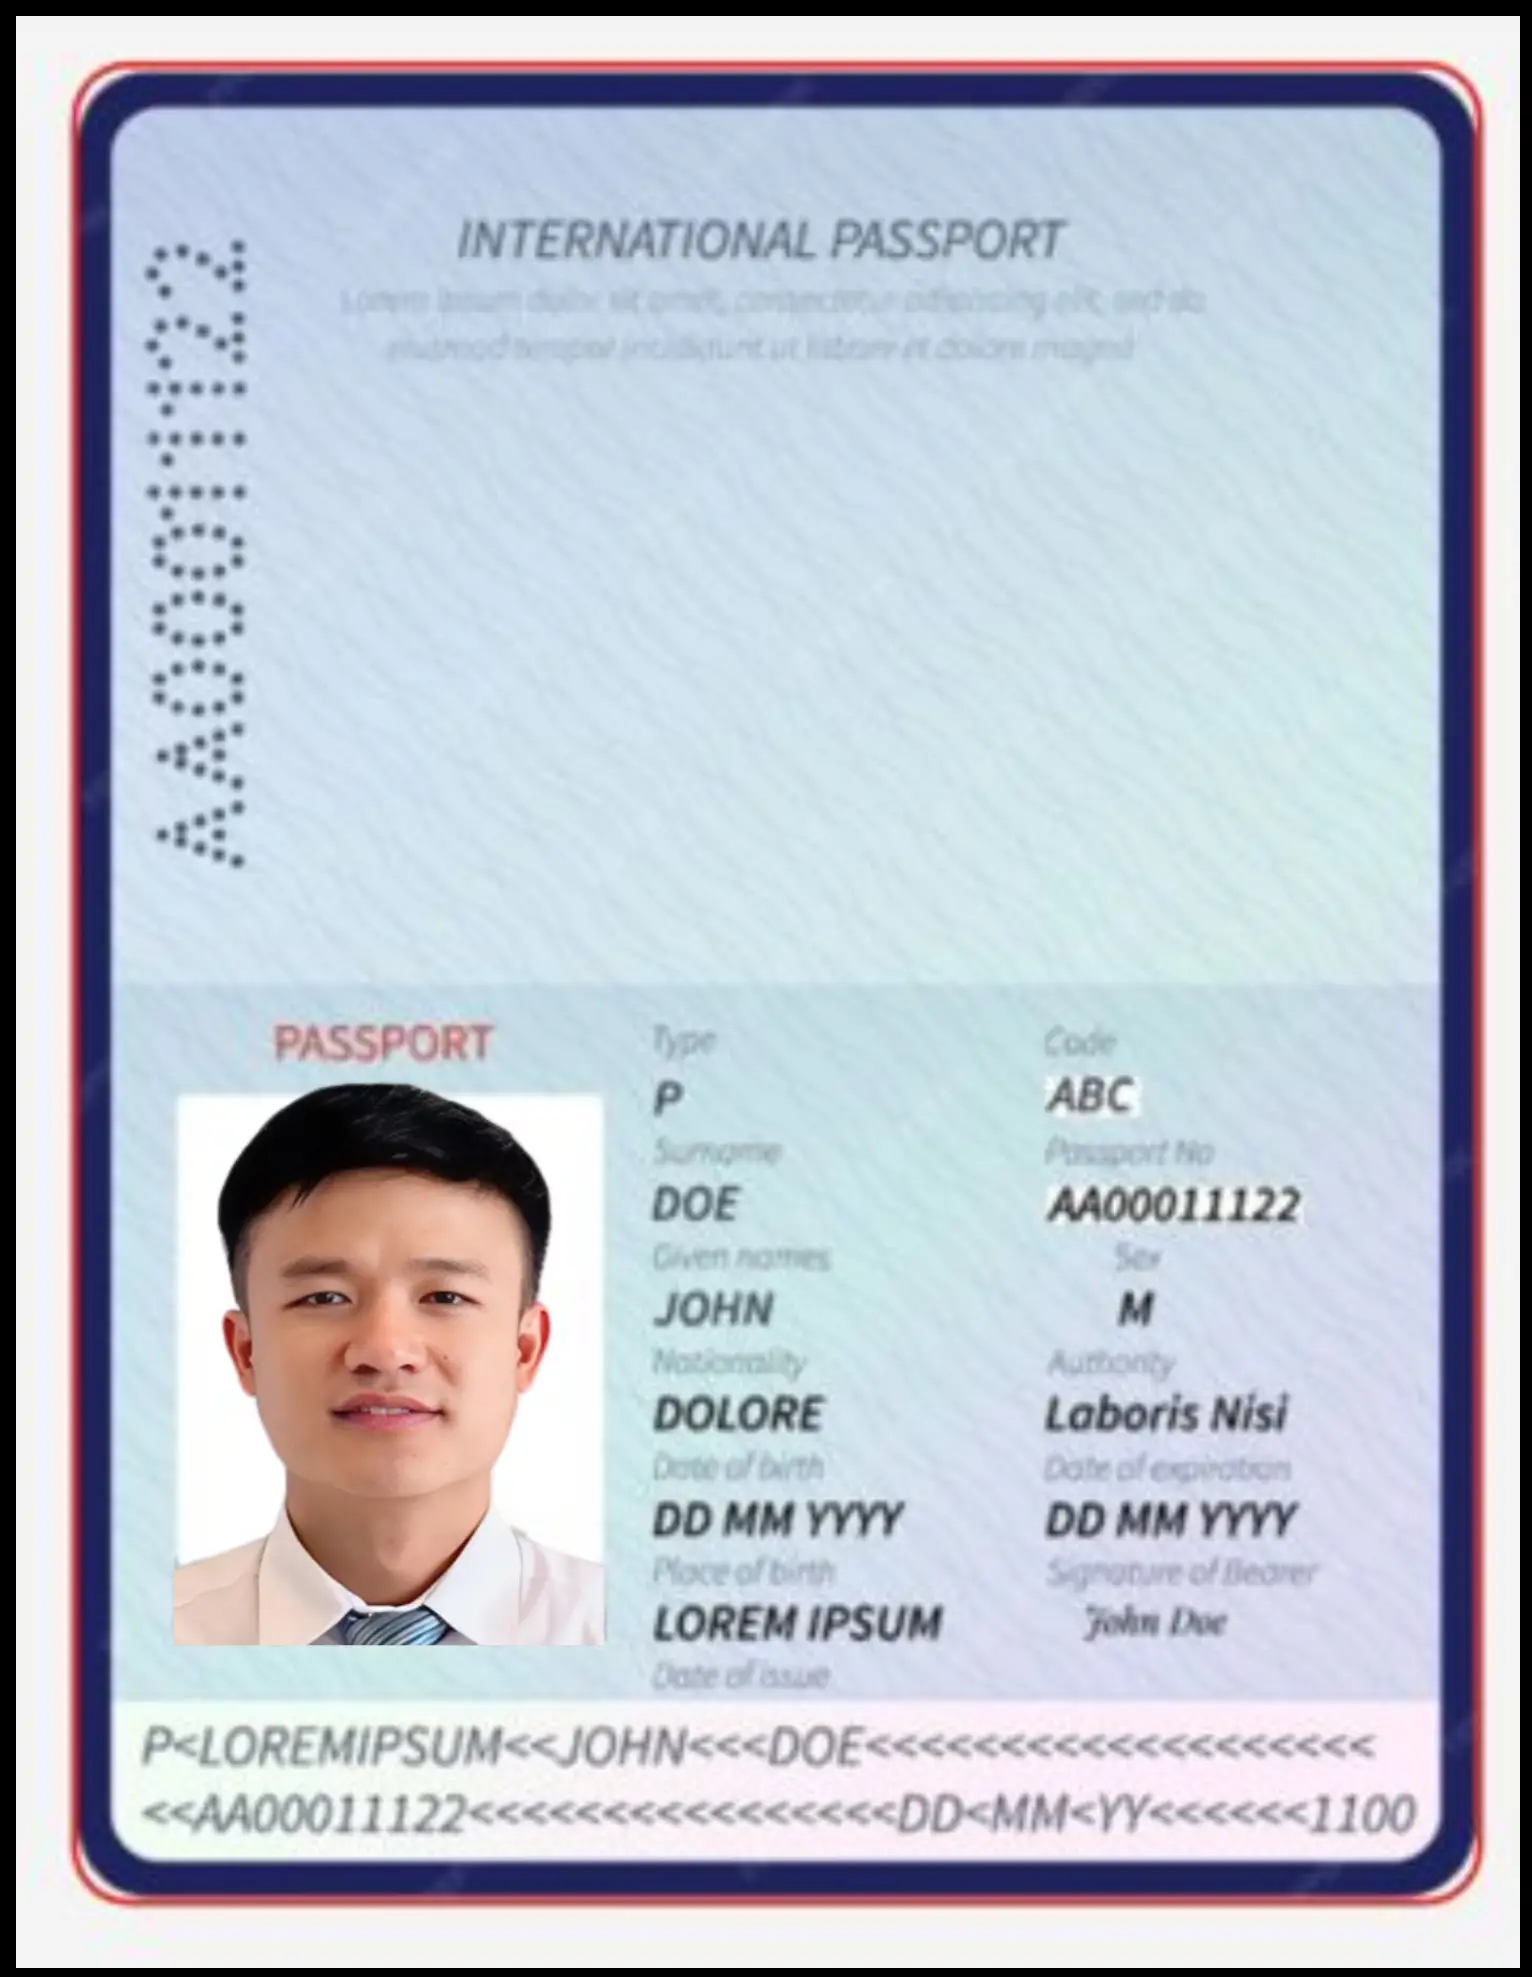 AA00011122
INTERNATIONAL PASSPORT
Lorem ipsum dolor sit amet, consectetur adipiscing elit, sed do
eiusmod tempor incididunt ut labore et dolore magna
PASSPORT
Type
Code
P
ABC
Surname
Passport No
DOE
AA00011122
Given names
Sex
JOHN
M
Nationality
Authority
DOLORE
Laboris Nisi
Date of birth
Date of expiration
DD MM YYYY
DD MM YYYY
Place of birth
Signature of Bearer
LOREM IPSUM
John Doe
Date of issue
P<LOREMIPSUM<<JOHN<<<DOE<<<<<<<<<<<<<<<<<<<<
<<AA00011122<<<<<<<<<<<<<<<<<DD<MM<YY<<<<<<1100